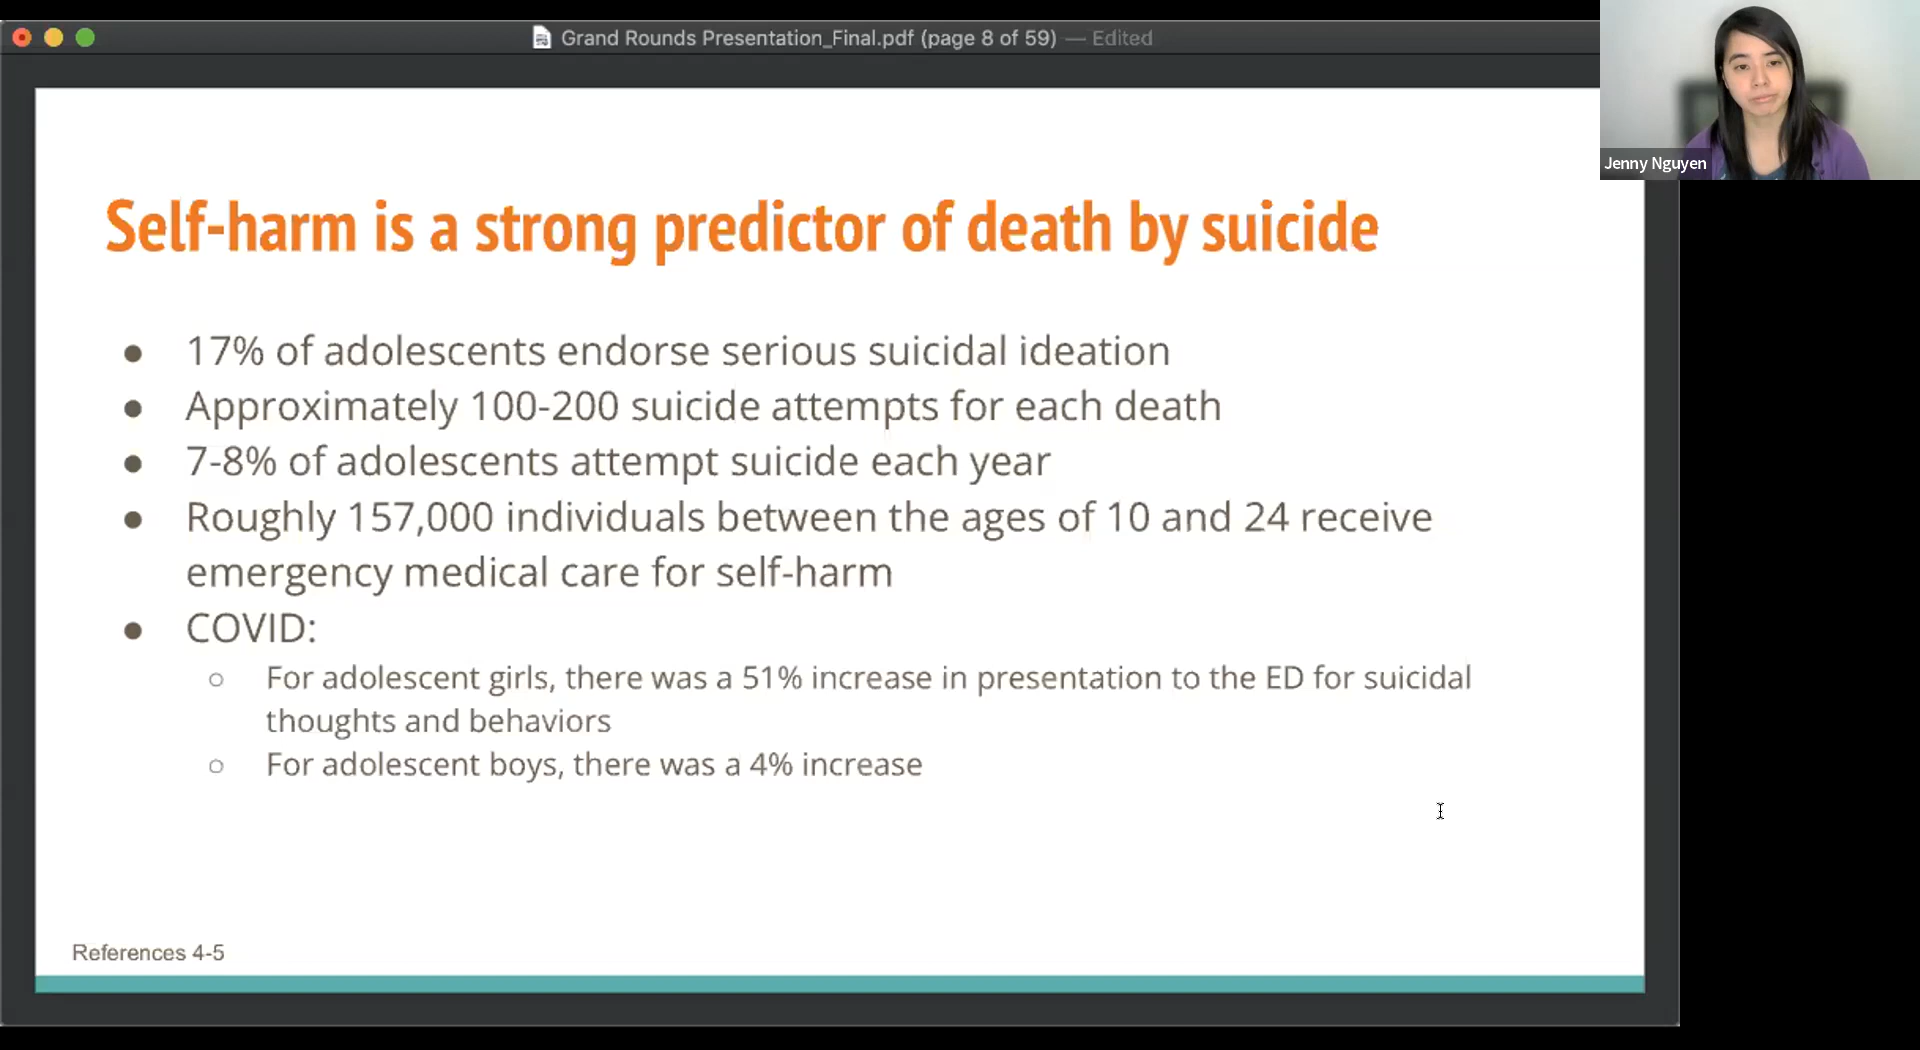 Grand Rounds Presentation_Final.pdf (page 8 of 59) — Edited
Jenny Nguyen
Self-harm is a strong predictor of death by suicide
● 17% of adolescents endorse serious suicidal ideation
● Approximately 100-200 suicide attempts for each death
● 7-8% of adolescents attempt suicide each year
● Roughly 157,000 individuals between the ages of 10 and 24 receive
emergency medical care for self-harm
● COVID:
○ For adolescent girls, there was a 51% increase in presentation to the ED for suicidal
thoughts and behaviors
○ For adolescent boys, there was a 4% increase
References 4-5